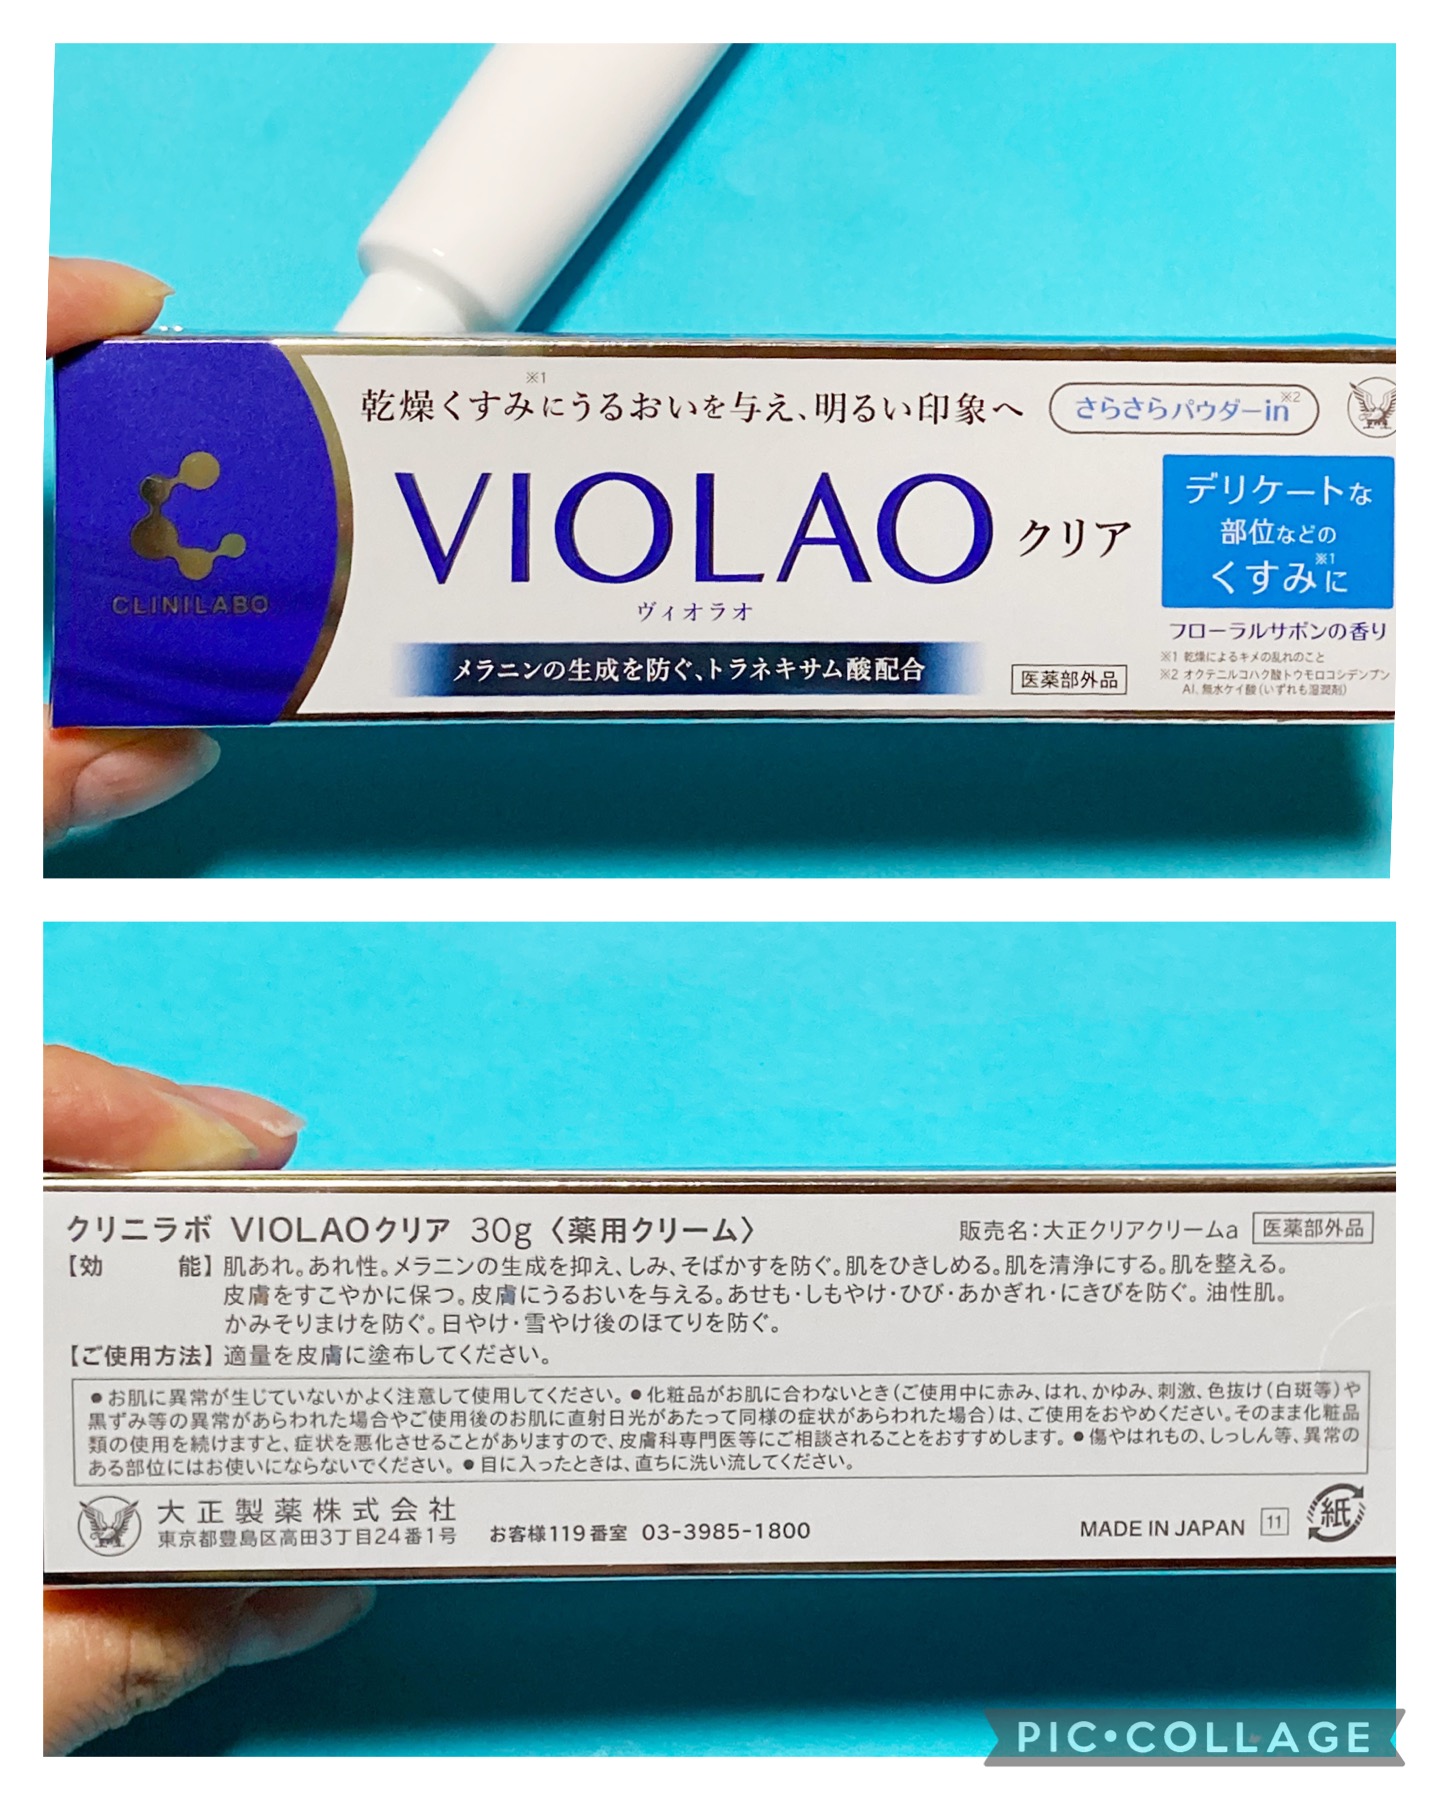 乾燥くすみ※1にうるおいを与え、明るい印象へ
さらさらパウダーin※2
CLINILABO
VIOLAO クリア
ヴィオラオ
メラニンの生成を防ぐ、トラネキサム酸配合
医薬部外品
デリケートな
部位などの
くすみ※1に
フローラルサボンの香り
※1 乾燥によるキメの乱れのこと
※2 オクテニルコハク酸トウモロコシデンプン
Al、無水ケイ酸（いずれも湿潤剤）
クリニラボ VIOLAOクリア 30g〈薬用クリーム〉
販売名：大正クリアクリームa 医薬部外品
【効能】肌あれ。あれ性。メラニンの生成を抑え、しみ、そばかすを防ぐ。肌をひきしめる。肌を清浄にする。肌を整える。
皮膚をすこやかに保つ。皮膚にうるおいを与える。あせも・しもやけ・ひび・あかぎれ・にきびを防ぐ。油性肌。
かみそりまけを防ぐ。日やけ・雪やけ後のほてりを防ぐ。
【ご使用方法】適量を皮膚に塗布してください。
●お肌に異常が生じていないかよく注意して使用してください。●化粧品がお肌に合わないとき（ご使用中に赤み、はれ、かゆみ、刺激、色抜け（白斑等）や
黒ずみ等の異常があらわれた場合やご使用後のお肌に直射日光があたって同様の症状があらわれた場合）は、ご使用をおやめください。そのまま化粧品
類の使用を続けますと、症状を悪化させることがありますので、皮膚科専門医等にご相談されることをおすすめします。●傷やはれもの、しっしん等、異常の
ある部位にはお使いにならないでください。●目に入ったときは、直ちに洗い流してください。
大正製薬株式会社
東京都豊島区高田3丁目24番1号
お客様119番室 03-3985-1800
MADE IN JAPAN 11 紙
PIC•COLLAGE